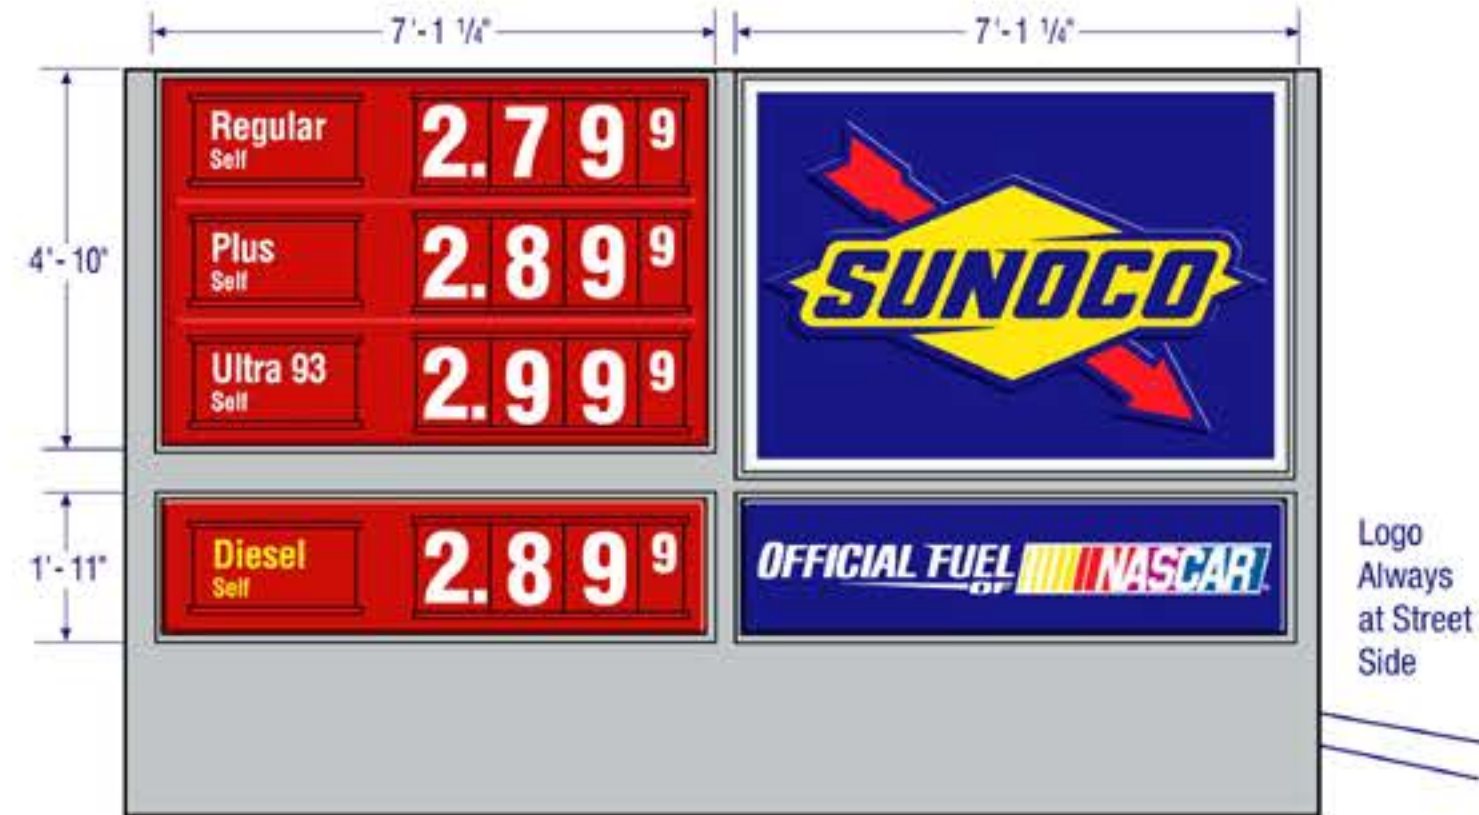 7'-1 1/4"
7'-1 1/4"
4'-10"
Regular
Self
2.79 9
Plus
Self
2.89 9
Ultra 93
Self
2.99 9
SUNOCO
1'-11"
Diesel
Self
2.89 9
OFFICIAL FUEL OF NASCAR
Logo
Always
at Street
Side